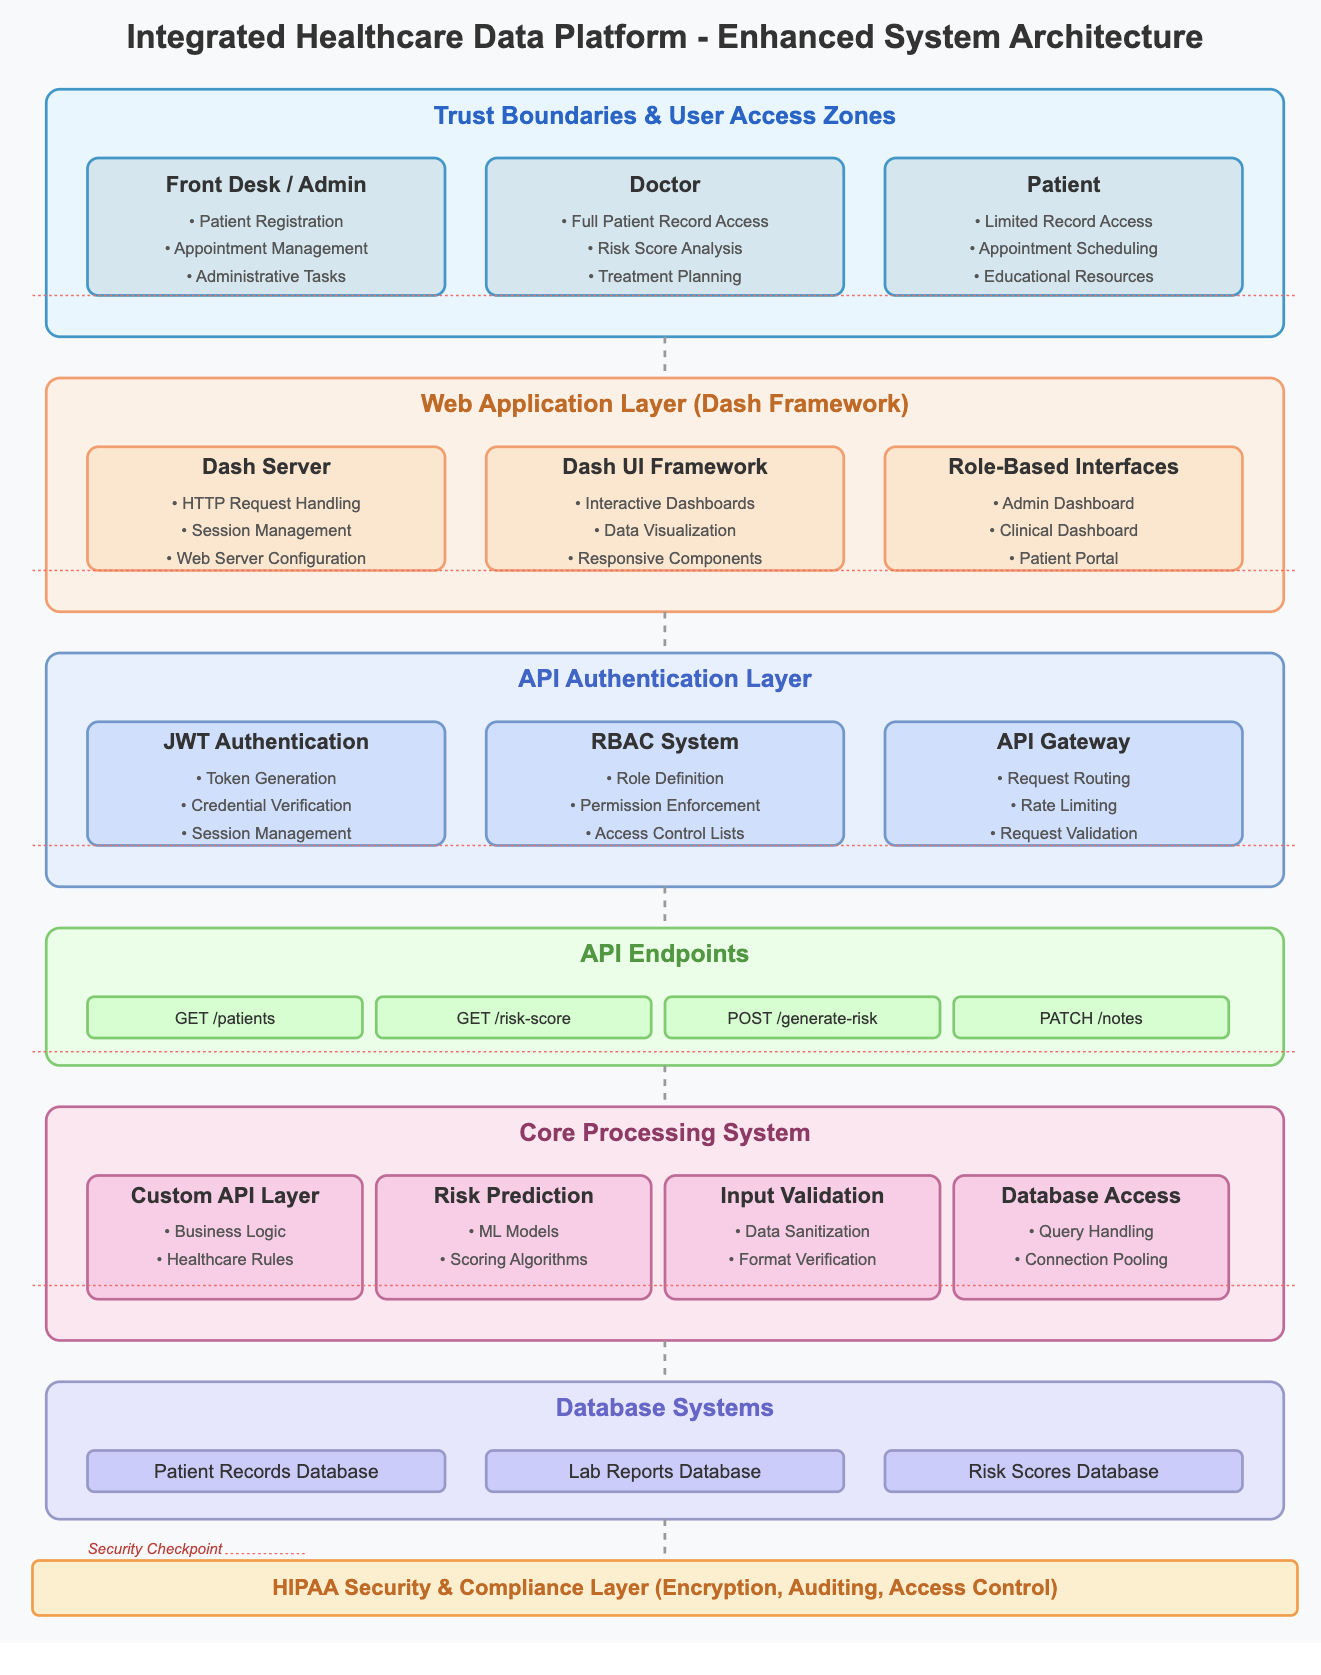 Integrated Healthcare Data Platform - Enhanced System Architecture
Trust Boundaries & User Access Zones
Front Desk / Admin
• Patient Registration
• Appointment Management
• Administrative Tasks
Doctor
• Full Patient Record Access
• Risk Score Analysis
• Treatment Planning
Patient
• Limited Record Access
• Appointment Scheduling
• Educational Resources
Web Application Layer (Dash Framework)
Dash Server
• HTTP Request Handling
• Session Management
• Web Server Configuration
Dash UI Framework
• Interactive Dashboards
• Data Visualization
• Responsive Components
Role-Based Interfaces
• Admin Dashboard
• Clinical Dashboard
• Patient Portal
API Authentication Layer
JWT Authentication
• Token Generation
• Credential Verification
• Session Management
RBAC System
• Role Definition
• Permission Enforcement
• Access Control Lists
API Gateway
• Request Routing
• Rate Limiting
• Request Validation
API Endpoints
GET /patients
GET /risk-score
POST /generate-risk
PATCH /notes
Core Processing System
Custom API Layer
• Business Logic
• Healthcare Rules
Risk Prediction
• ML Models
• Scoring Algorithms
Input Validation
• Data Sanitization
• Format Verification
Database Access
• Query Handling
• Connection Pooling
Database Systems
Patient Records Database
Lab Reports Database
Risk Scores Database
Security Checkpoint
HIPAA Security & Compliance Layer (Encryption, Auditing, Access Control)